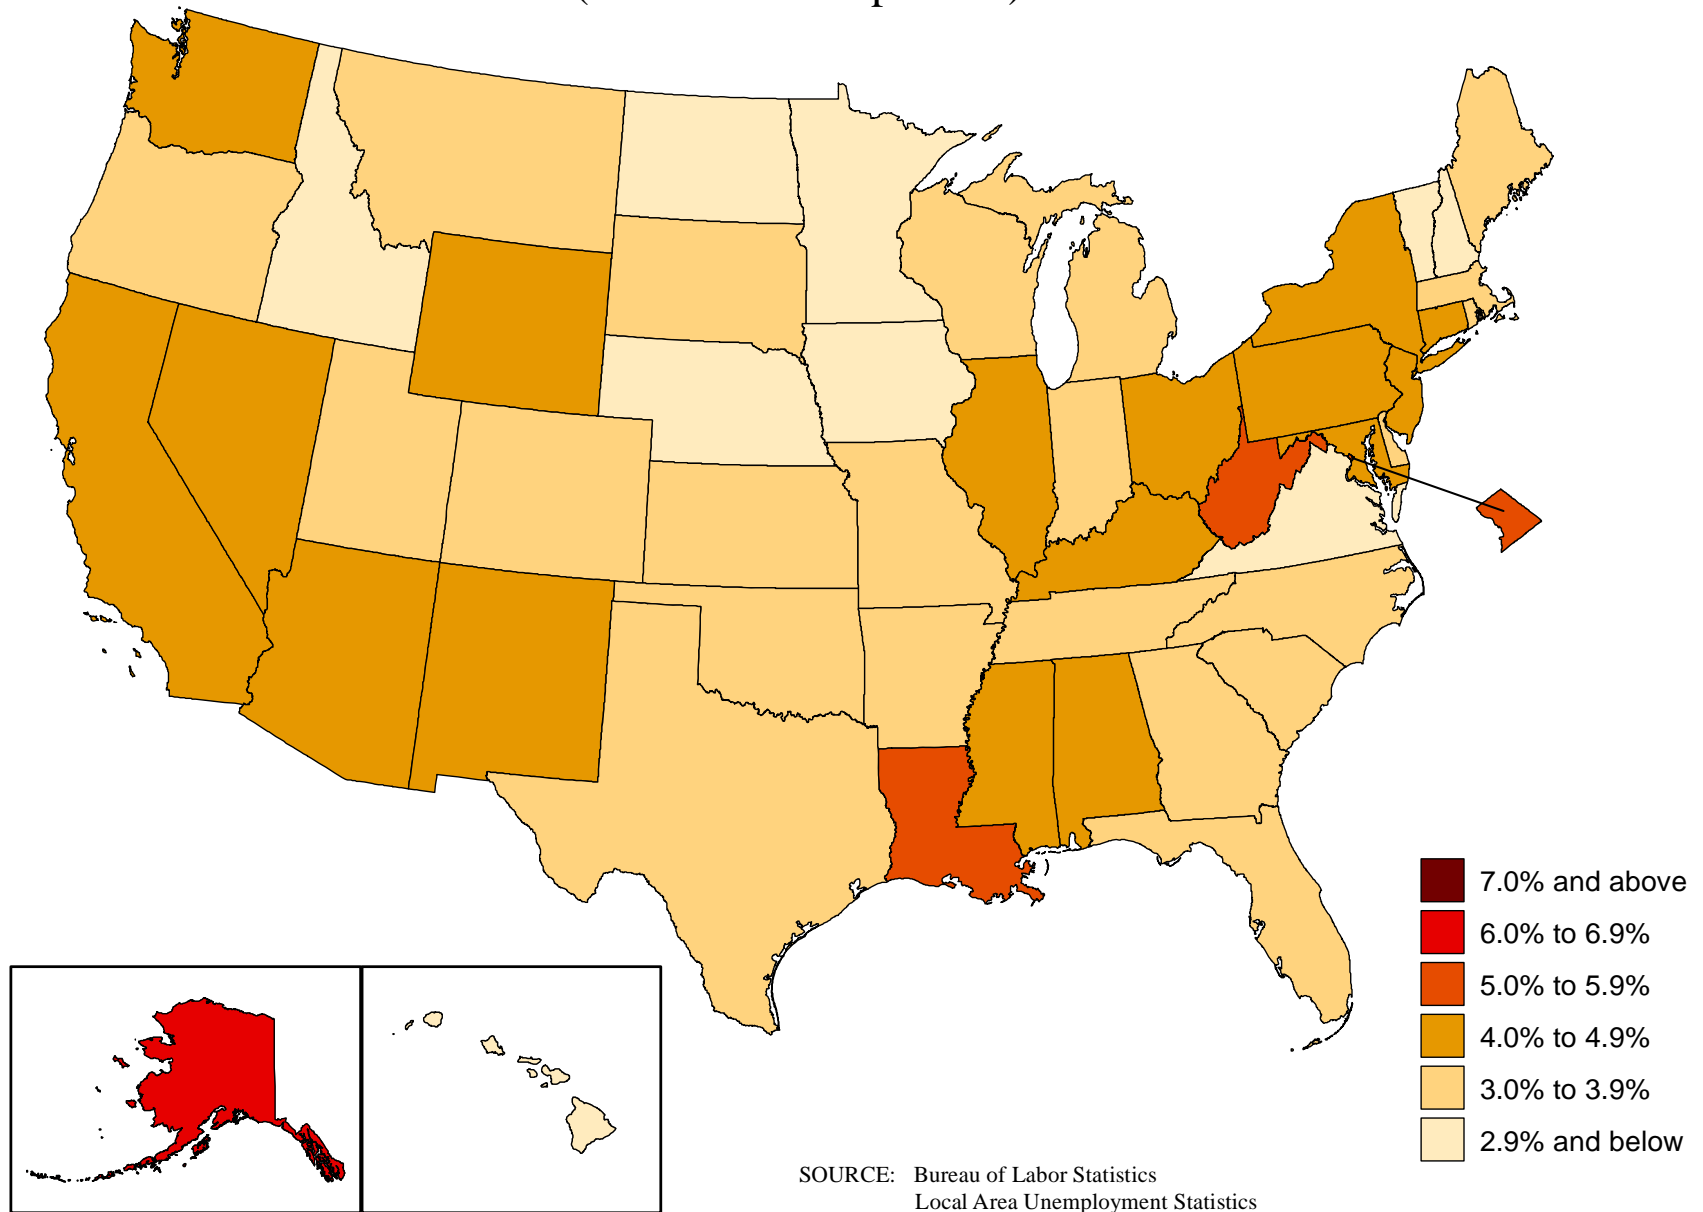 7.0% and above
6.0% to 6.9%
5.0% to 5.9%
4.0% to 4.9%
3.0% to 3.9%
2.9% and below
SOURCE: Bureau of Labor Statistics
Local Area Unemployment Statistics